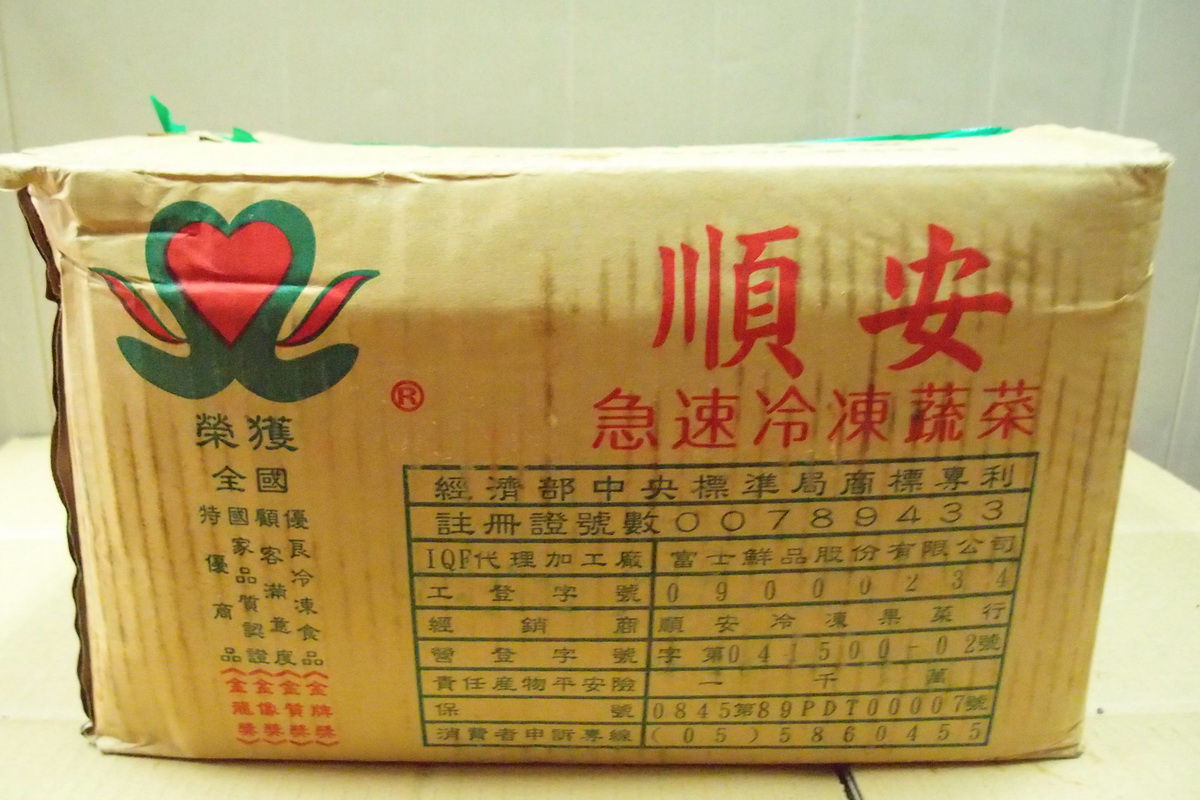 順安
急速冷凍蔬菜
®
榮獲
全國
優良冷凍食品《金牌獎》
顧客滿意度《金質獎》
國家品質認證《金像獎》
特優商品《金龍獎》
經濟部中央標準局商標專利
註冊證號數00789433
IQF代理加工廠 富士鮮品股份有限公司
工登字號 09000234
經銷商 順安冷凍果菜行
營登字號 字第041500-02號
責任產物平安險 一千萬
保號 0845第89PDT00007號
消費者申訴專線 (05)5860455